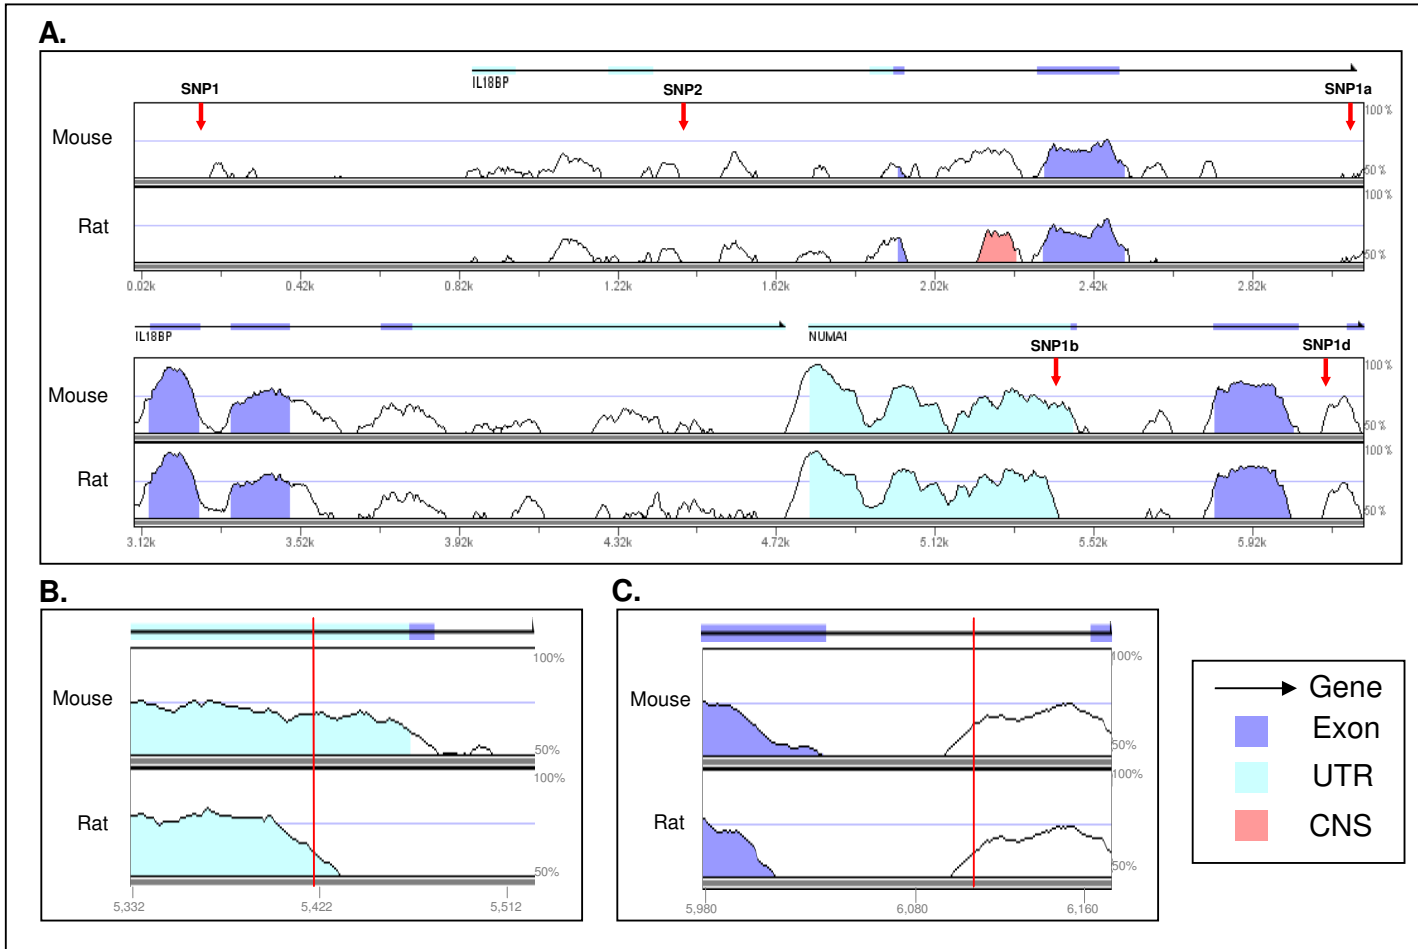 A.
IL18BP
SNP1
SNP2
SNP1a
Mouse
100%
50%
Rat
100%
50%
0.02k 0.42k 0.82k 1.22k 1.62k 2.02k 2.42k 2.82k
IL18BP
NUMA1
SNP1b
SNP1d
Mouse
100%
50%
Rat
100%
50%
3.12k 3.52k 3.92k 4.32k 4.72k 5.12k 5.52k 5.92k
B.
Mouse
100%
50%
Rat
100%
50%
5,332 5,422 5,512
C.
Mouse
100%
50%
Rat
100%
50%
5,980 6,080 6,160
Gene
Exon
UTR
CNS